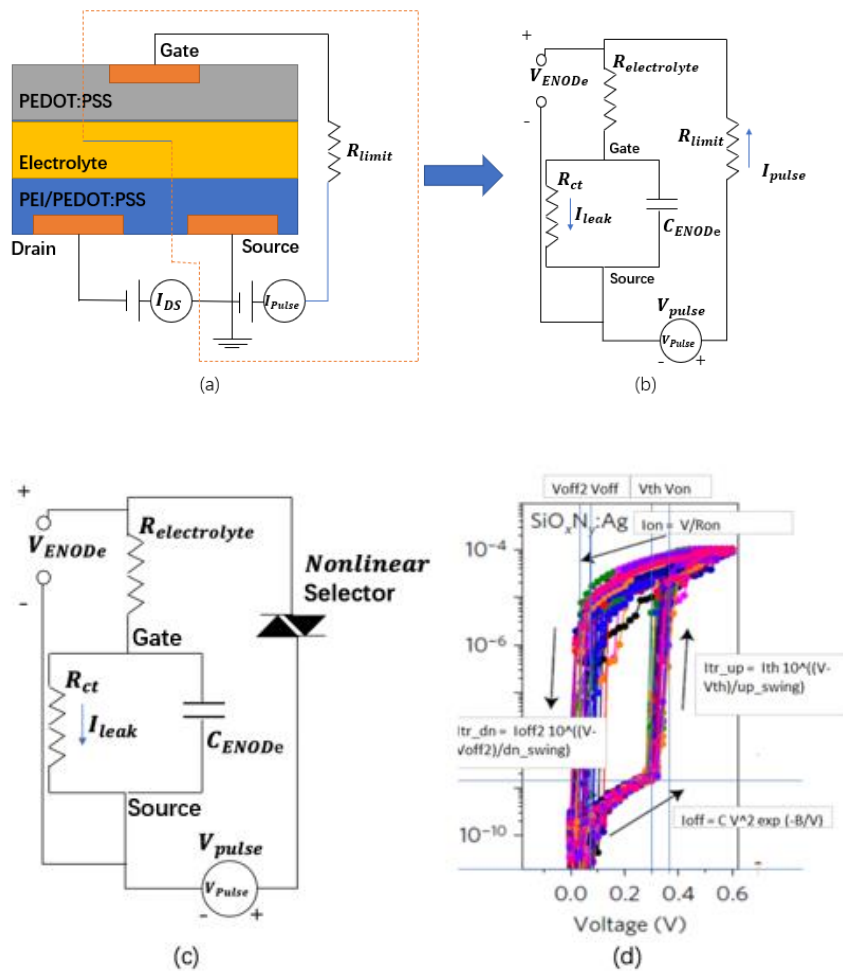 Gate
PEDOT:PSS
Electrolyte
PEI/PEDOT:PSS
Drain
Source
R_limit
I_DS
I_Pulse
(a)
+
V_ENODe
-
R_electrolyte
Gate
R_ct
I_leak
C_ENODe
Source
R_limit
I_pulse
V_pulse
V_Pulse
- +
(b)
+
V_ENODe
-
R_electrolyte
Nonlinear
Selector
Gate
R_ct
I_leak
C_ENODe
Source
V_pulse
V_Pulse
- +
(c)
Voff2 Voff Vth Von
SiO_xN_y:Ag
Ion = V/Ron
10^-4
10^-6
10^-10
Itr_up = Ith 10^((V-
Vth)/up_swing)
Itr_dn = Ioff2 10^((V-
Voff2)/dn_swing)
Ioff = C V^2 exp (-B/V)
0.0 0.2 0.4 0.6
Voltage (V)
(d)